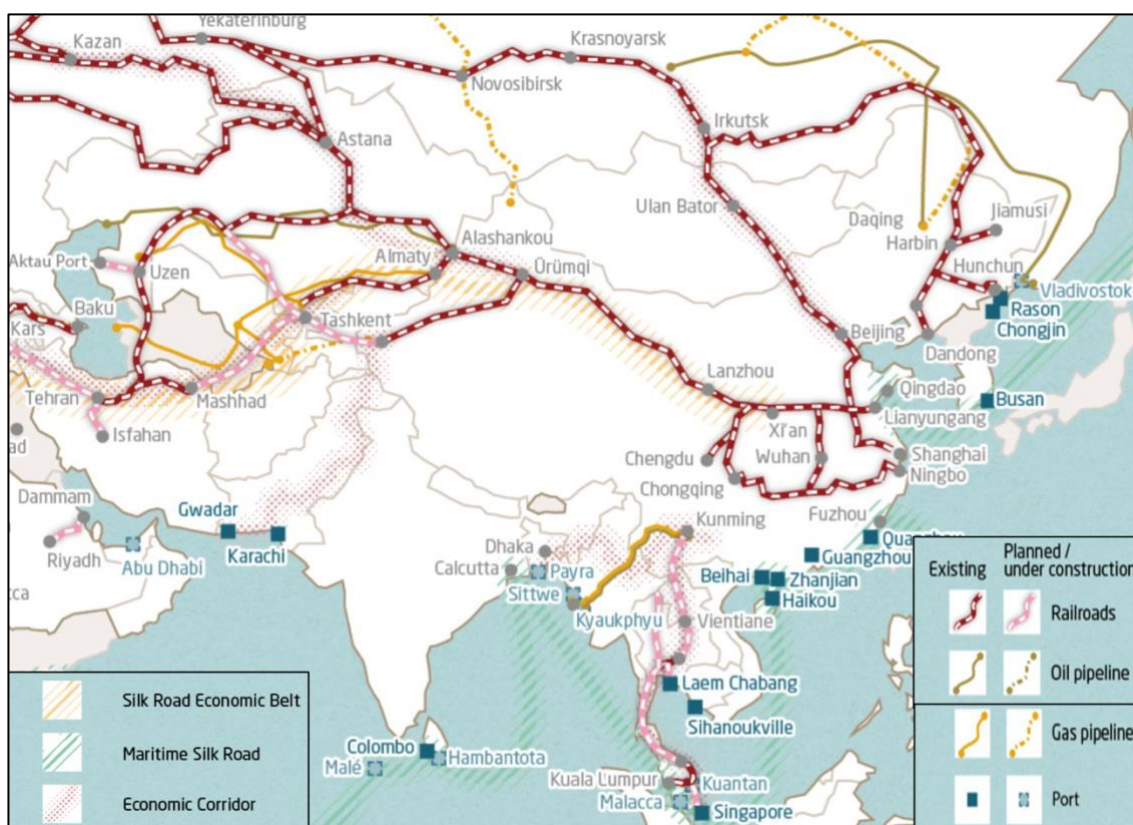 Yekaterinburg
Kazan
Krasnoyarsk
Novosibirsk
Irkutsk
Astana
Ulan Bator
Daqing
Jiamusi
Harbin
Alashankou
Almaty
Ürümqi
Hunchun
Aktau Port
Uzen
Vladivostok
Baku
Rason
Kars
Tashkent
Beijing
Chongjin
Dandong
Lanzhou
Qingdao
Tehran
Mashhad
Busan
Lianyungang
Isfahan
Xi'an
ad
Chengdu
Wuhan
Shanghai
Chongqing
Ningbo
Dammam
Gwadar
Kunming
Fuzhou
Riyadh
Karachi
Dhaka
Guangzhou
Abu Dhabi
Calcutta
Payra
Beihai
Zhanjian
cca
Sittwe
Haikou
Kyaukphyu
Vientiane
Laem Chabang
Sihanoukville
Colombo
Hambantota
Malé
Kuala Lumpur
Kuantan
Malacca
Singapore
Silk Road Economic Belt
Maritime Silk Road
Economic Corridor
Existing
Planned /
under construction
Railroads
Oil pipeline
Gas pipeline
Port